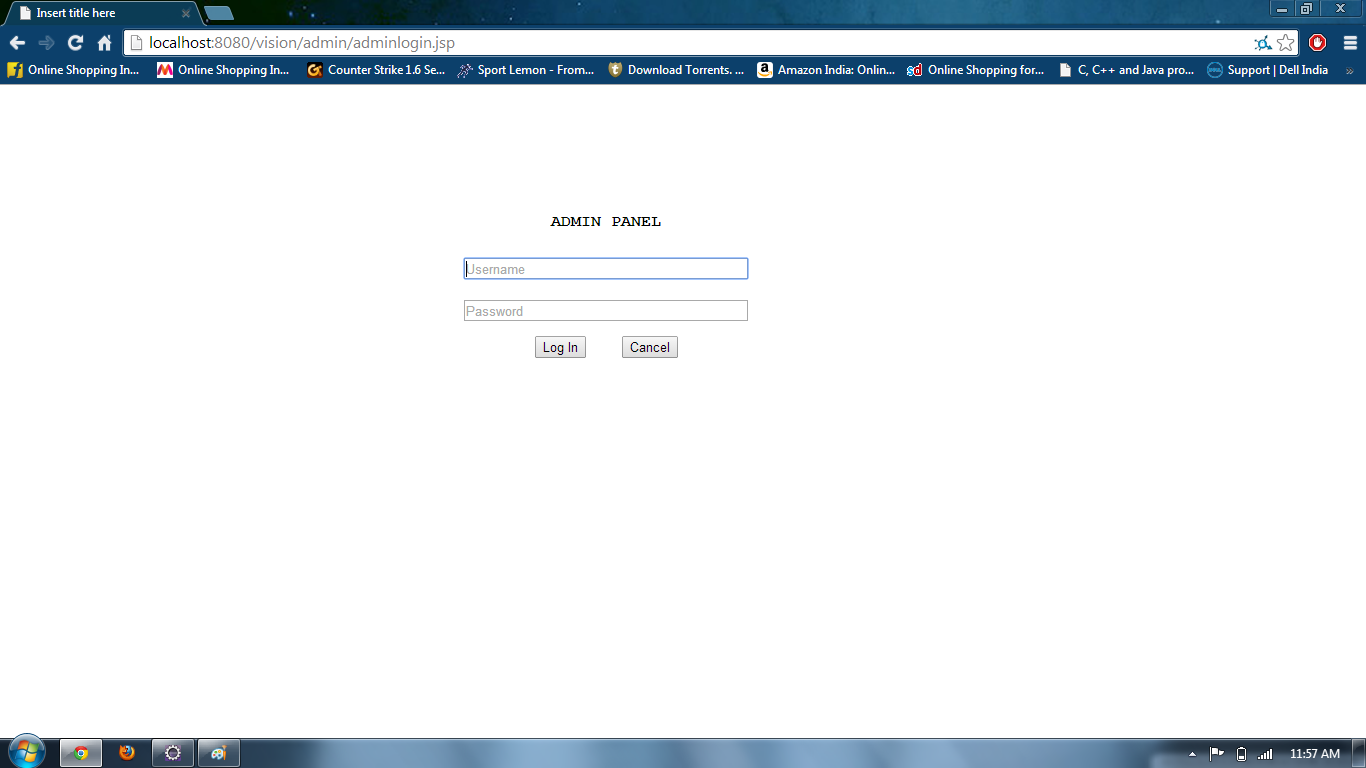 Insert title here
localhost:8080/vision/admin/adminlogin.jsp
Online Shopping In... Online Shopping In... Counter Strike 1.6 Se... Sport Lemon - From... Download Torrents. ... Amazon India: Onlin... Online Shopping for... C, C++ and Java pro... Support | Dell India »
ADMIN PANEL
Username
Password
Log In Cancel
11:57 AM